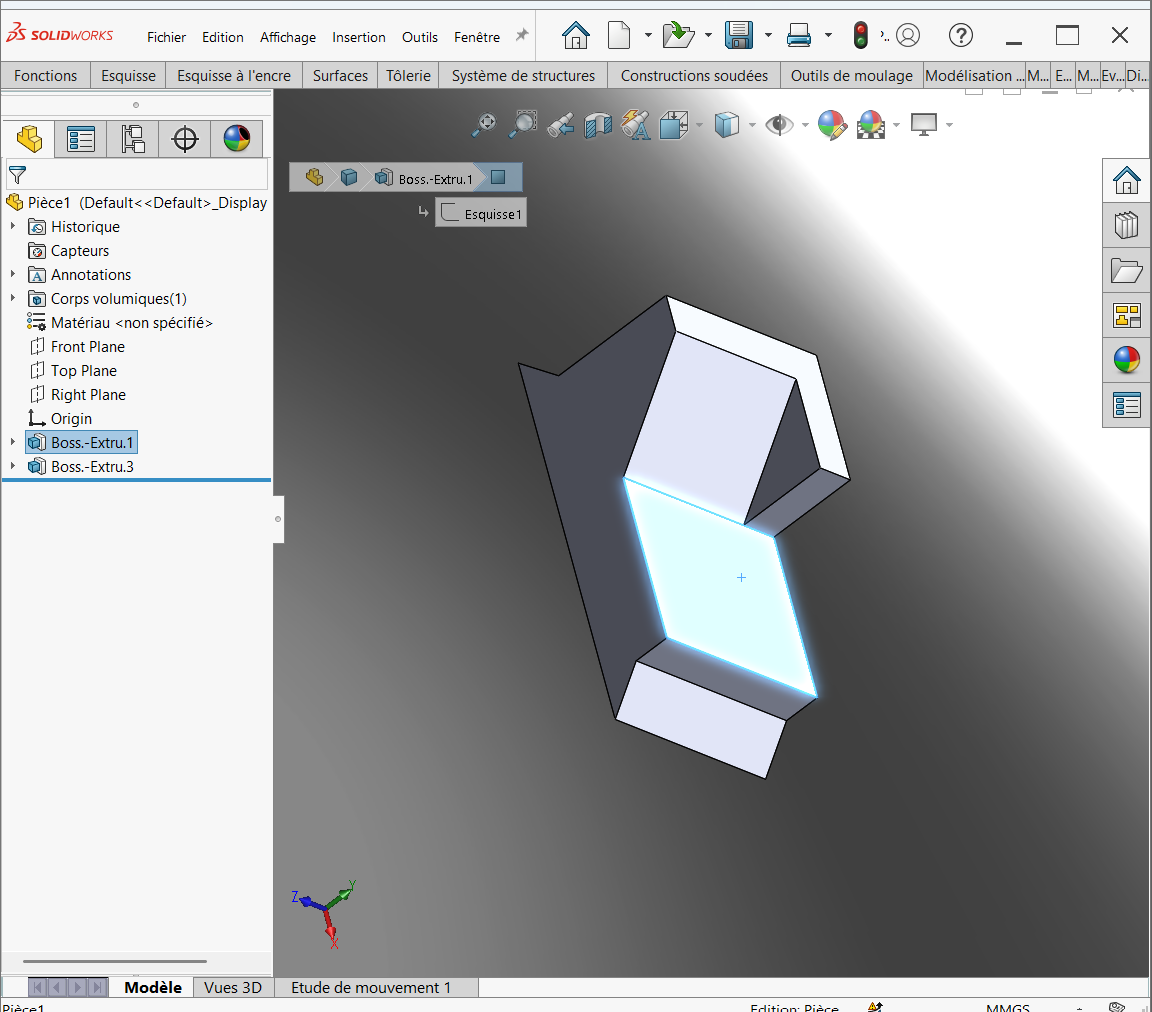 SOLIDWORKS Fichier Edition Affichage Insertion Outils Fenêtre
Fonctions Esquisse Esquisse à l'encre Surfaces Tôlerie Système de structures Constructions soudées Outils de moulage Modélisation ... M... E... M... Ev... Di...
Boss.-Extru.1
Esquisse1
Pièce1 (Default<<Default>_Display
Historique
Capteurs
Annotations
Corps volumiques(1)
Matériau <non spécifié>
Front Plane
Top Plane
Right Plane
Origin
Boss.-Extru.1
Boss.-Extru.3
Y
Z
X
Modèle Vues 3D Etude de mouvement 1
Pièce1 Edition: Pièce MMGS